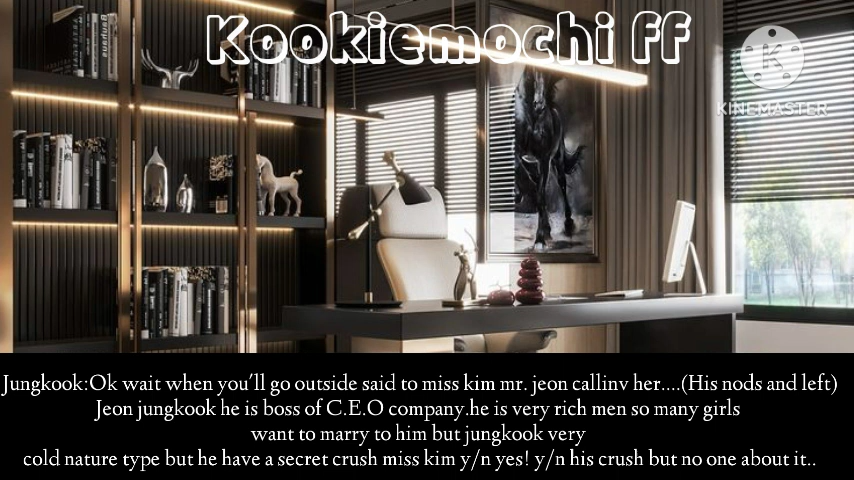 Kookiemochi ff
KINEMASTER
Jungkook:Ok wait when you'll go outside said to miss kim mr. jeon callinv her....(His nods and left)
Jeon jungkook he is boss of C.E.O company.he is very rich men so many girls
want to marry to him but jungkook very
cold nature type but he have a secret crush miss kim y/n yes! y/n his crush but no one about it..